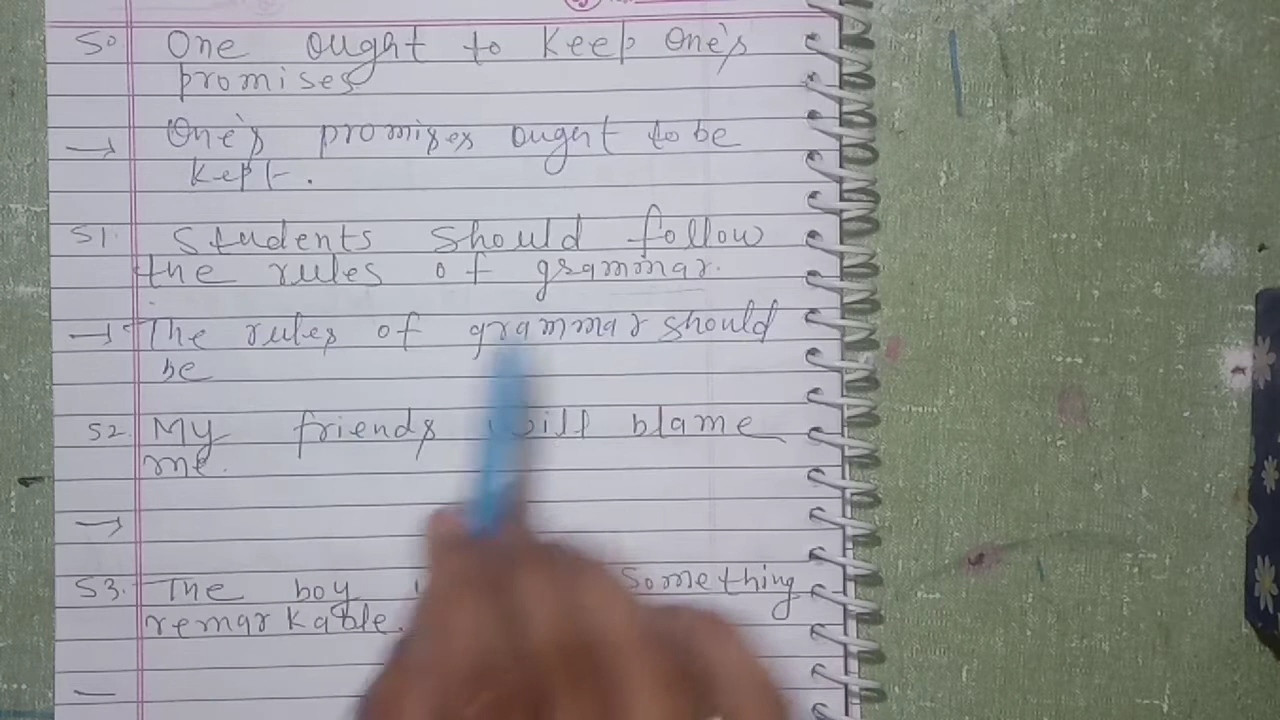 50 One ought to keep one's
promises
→ One's promises ought to be
kept.
51. Students should follow
the rules of grammar.
→ The rules of grammar should
be
52. My friends will blame
me.
→
53. The boy something
remarkable.
—